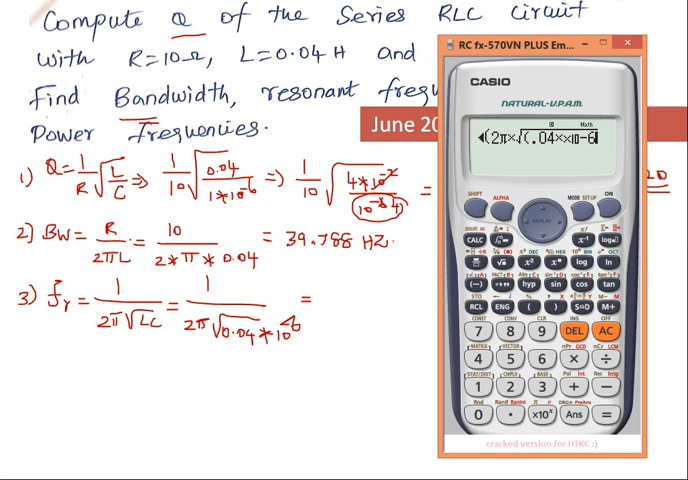 Compute Q of the Series RLC Circuit
with R=10Ω, L=0.04 H and
Find Bandwidth, resonant frequ
Power frequencies.
June 20
1) Q = 1/R √(L/C) ⇒ 1/10 √(0.04/1*10^-6) ⇒ 1/10 √(4*10^-2/10^-6) =
2) BW = R/2πL = 10/2*π*0.04 = 39.788 HZ.
3) fr = 1/2π√LC = 1/2π√0.04*10^-6 =
RC fx-570VN PLUS Em...
CASIO
NATURAL-V.P.A.M.
Math
(2π×√(.04××10-6
SHIFT ALPHA REPLAY MODE SETUP ON
CALC x⁻¹ log
√ x² log ln
(−) hyp sin cos tan
RCL ENG ( ) S⇔D M+
7 8 9 DEL AC
4 5 6 × ÷
1 2 3 + −
0 . ×10ˣ Ans =
cracked version for HTKC :)